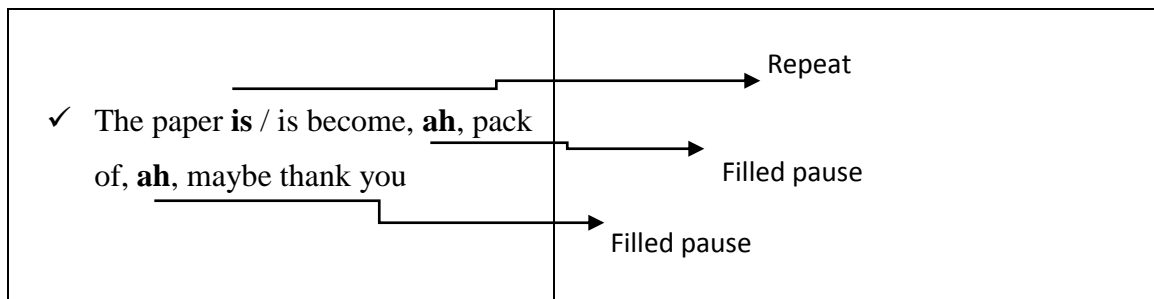 Repeat
✓ The paper is / is become, ah, pack
of, ah, maybe thank you
Filled pause
Filled pause